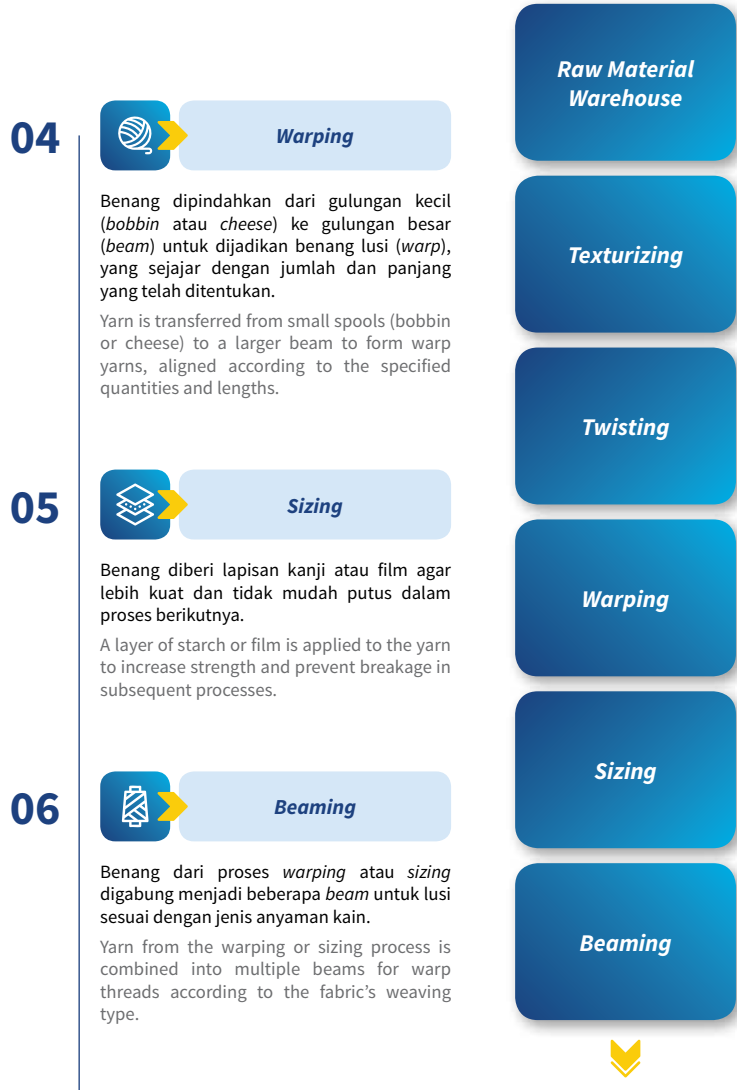 04
Warping
Benang dipindahkan dari gulungan kecil
(bobbin atau cheese) ke gulungan besar
(beam) untuk dijadikan benang lusi (warp),
yang sejajar dengan jumlah dan panjang
yang telah ditentukan.
Yarn is transferred from small spools (bobbin
or cheese) to a larger beam to form warp
yarns, aligned according to the specified
quantities and lengths.
05
Sizing
Benang diberi lapisan kanji atau film agar
lebih kuat dan tidak mudah putus dalam
proses berikutnya.
A layer of starch or film is applied to the yarn
to increase strength and prevent breakage in
subsequent processes.
06
Beaming
Benang dari proses warping atau sizing
digabung menjadi beberapa beam untuk lusi
sesuai dengan jenis anyaman kain.
Yarn from the warping or sizing process is
combined into multiple beams for warp
threads according to the fabric's weaving
type.
Raw Material
Warehouse
Texturizing
Twisting
Warping
Sizing
Beaming